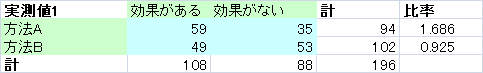 実測値1 効果がある 効果がない 計 比率
方法A 59 35 94 1.686
方法B 49 53 102 0.925
計 108 88 196